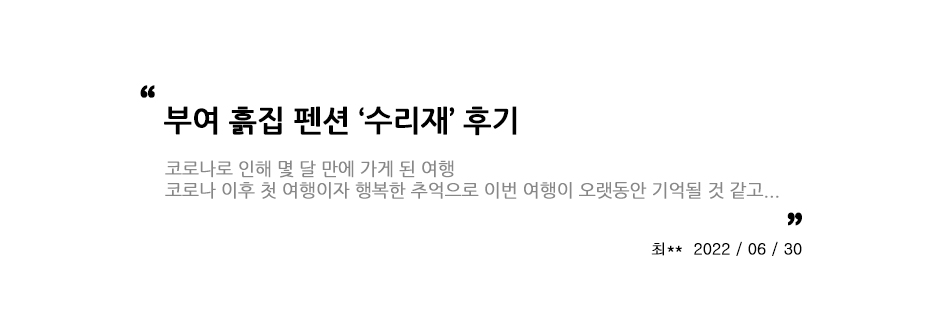 “
부여 흙집 펜션 ‘수리재’ 후기
코로나로 인해 몇 달 만에 가게 된 여행
코로나 이후 첫 여행이자 행복한 추억으로 이번 여행이 오랫동안 기억될 것 같고...
”
최** 2022 / 06 / 30